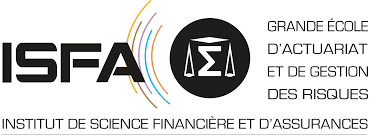 ISFA
Σ
GRANDE ÉCOLE
D'ACTUARIAT
ET DE GESTION
DES RISQUES
INSTITUT DE SCIENCE FINANCIÈRE ET D'ASSURANCES